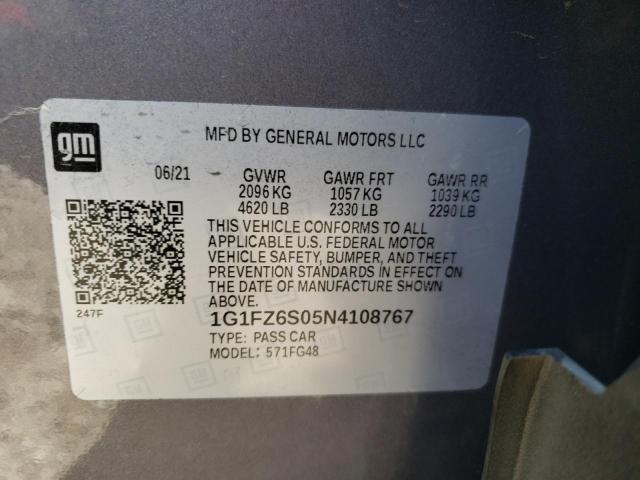 gm
MFD BY GENERAL MOTORS LLC
06/21 GVWR GAWR FRT GAWR RR
2096 KG 1057 KG 1039 KG
4620 LB 2330 LB 2290 LB
THIS VEHICLE CONFORMS TO ALL
APPLICABLE U.S. FEDERAL MOTOR
VEHICLE SAFETY, BUMPER, AND THEFT
PREVENTION STANDARDS IN EFFECT ON
THE DATE OF MANUFACTURE SHOWN
ABOVE.
247F
1G1FZ6S05N4108767
TYPE: PASS CAR
MODEL: 571FG48